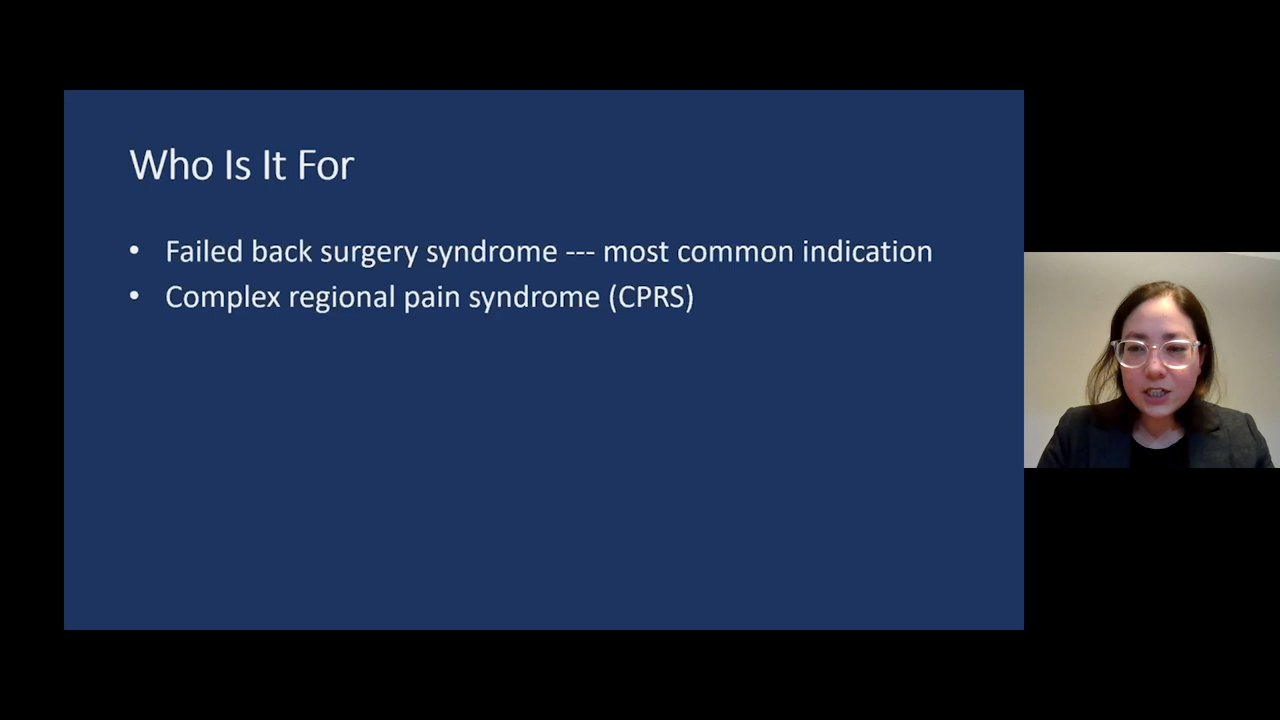 Who Is It For
• Failed back surgery syndrome --- most common indication
• Complex regional pain syndrome (CPRS)